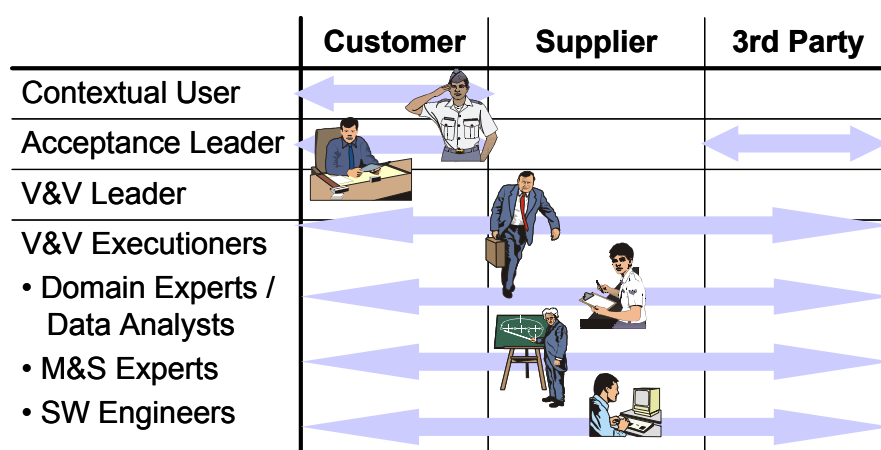 Customer Supplier 3rd Party
Contextual User
Acceptance Leader
V&V Leader
V&V Executioners
• Domain Experts /
Data Analysts
• M&S Experts
• SW Engineers